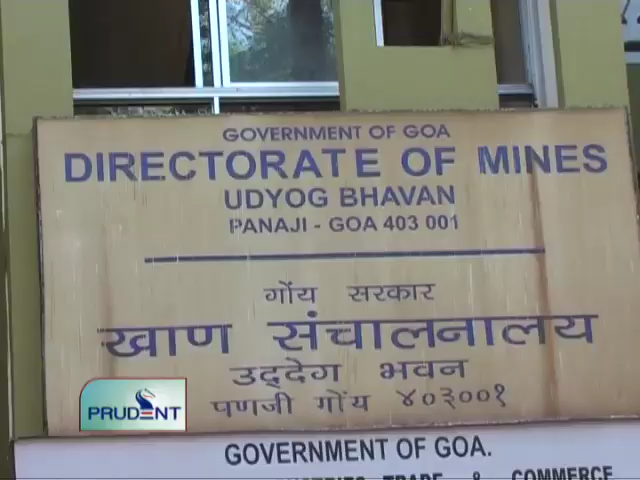 GOVERNMENT OF GOA
DIRECTORATE OF MINES
UDYOG BHAVAN
PANAJI - GOA 403 001
गोंय सरकार
खाण संचालनालय
उद्देग भवन
पणजी गोंय ४०३००१
PRUDENT
GOVERNMENT OF GOA.
TRADE & COMMERCE